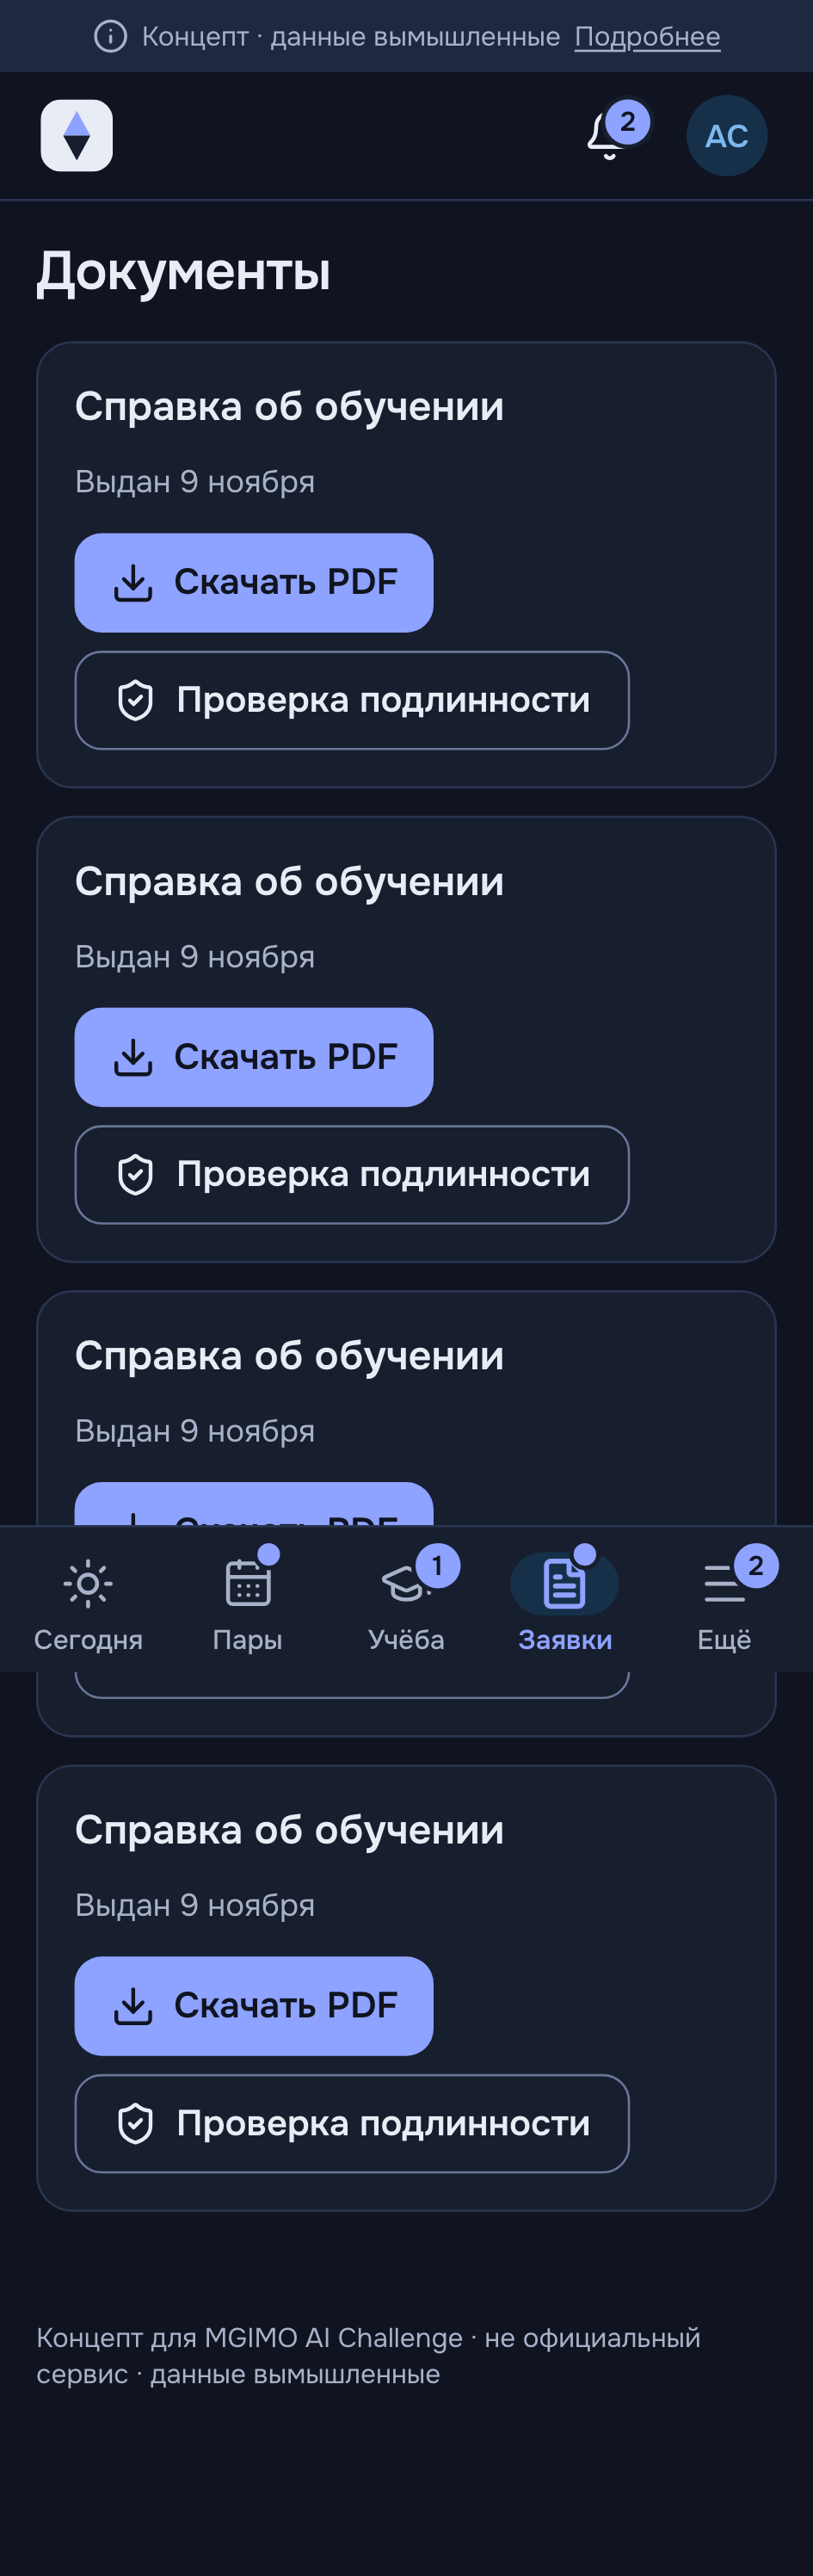 Концепт · данные вымышленные Подробнее
2
АС
Документы
Справка об обучении
Выдан 9 ноября
Скачать PDF
Проверка подлинности
Справка об обучении
Выдан 9 ноября
Скачать PDF
Проверка подлинности
Справка об обучении
Выдан 9 ноября
1
2
Сегодня
Пары
Учёба
Заявки
Ещё
Справка об обучении
Выдан 9 ноября
Скачать PDF
Проверка подлинности
Концепт для MGIMO AI Challenge · не официальный
сервис · данные вымышленные